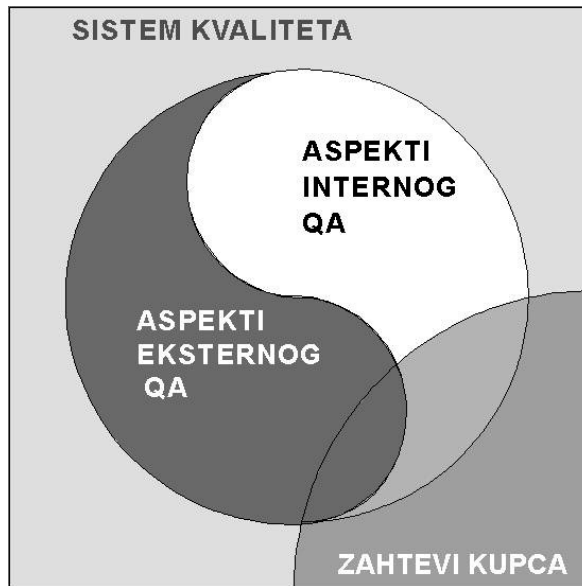 SISTEM KVALITETA
ASPEKTI
INTERNOG
QA
ASPEKTI
EKSTERNOG
QA
ZAHTEVI KUPCA